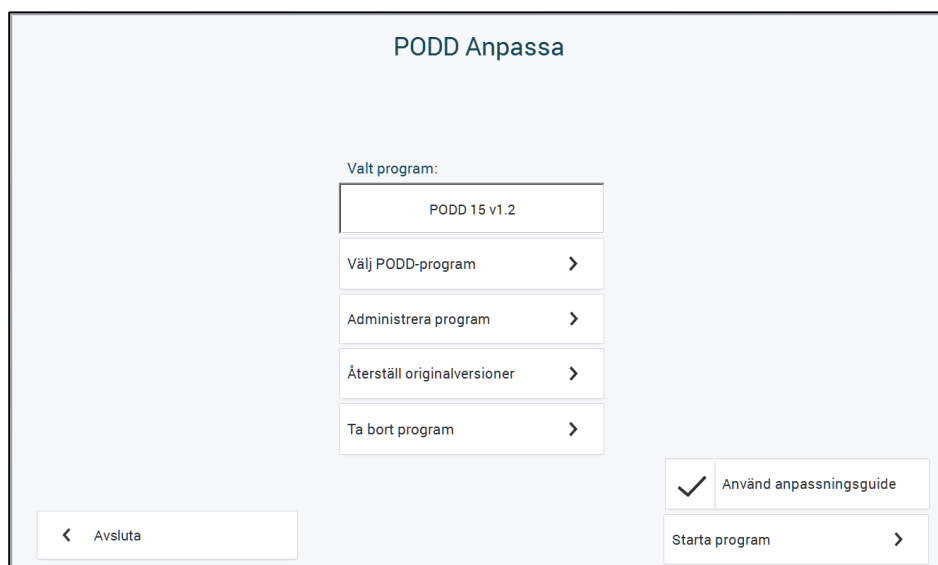 PODD Anpassa
Valt program:
PODD 15 v1.2
Välj PODD-program
Administrera program
Återställ originalversioner
Ta bort program
Använd anpassningsguide
Avsluta
Starta program